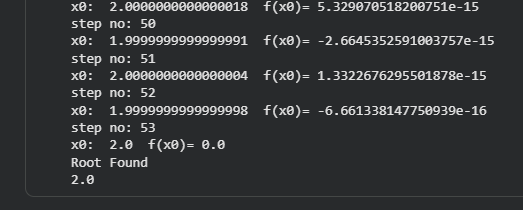 x0:  2.0000000000000018  f(x0)= 5.329070518200751e-15
step no: 50
x0:  1.9999999999999991  f(x0)= -2.6645352591003757e-15
step no: 51
x0:  2.0000000000000004  f(x0)= 1.3322676295501878e-15
step no: 52
x0:  1.9999999999999998  f(x0)= -6.661338147750939e-16
step no: 53
x0:  2.0  f(x0)= 0.0
Root Found
2.0